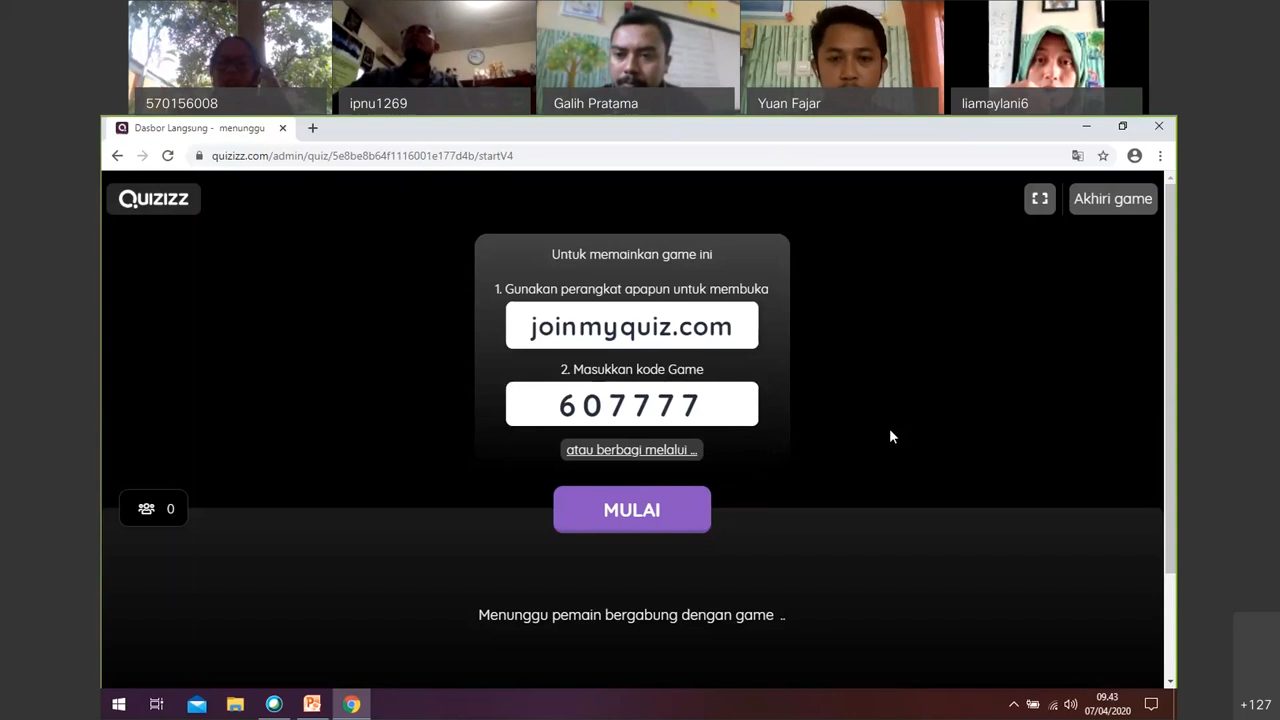 570156008
ipnu1269
Galih Pratama
Yuan Fajar
liamaylani6
Dasbor Langsung - menunggu
quizizz.com/admin/quiz/5e8be8b64f1116001e177d4b/startV4
QUIZIZZ
Akhiri game
Untuk memainkan game ini
1. Gunakan perangkat apapun untuk membuka
joinmyquiz.com
2. Masukkan kode Game
607777
atau berbagi melalui ...
0
MULAI
Menunggu pemain bergabung dengan game ..
09.43
07/04/2020
+127